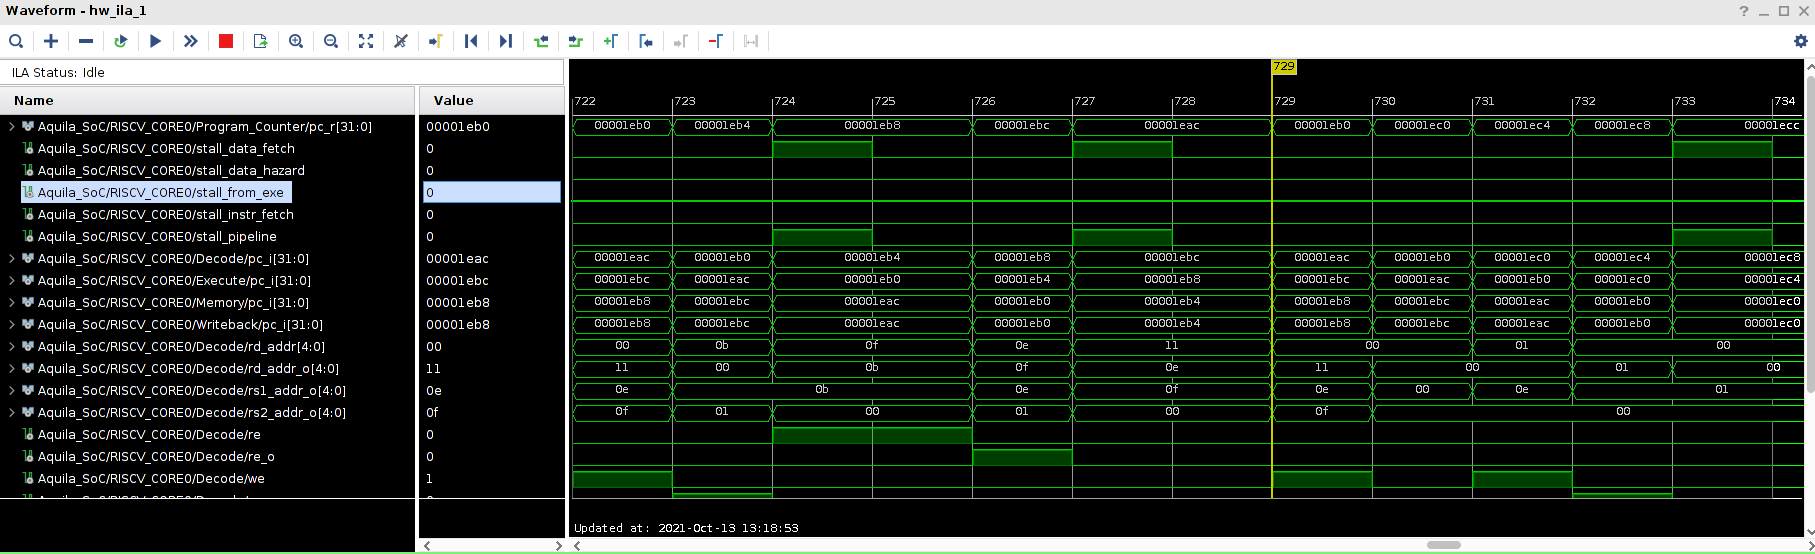 Waveform - hw_ila_1
ILA Status: Idle
Name Value
729
722 723 724 725 726 727 728 729 730 731 732 733 734
Aquila_SoC/RISCV_CORE0/Program_Counter/pc_r[31:0] 00001eb0 00001eb0 00001eb4 00001eb8 00001ebc 00001eac 00001eb0 00001ec0 00001ec4 00001ec8 00001ecc
Aquila_SoC/RISCV_CORE0/stall_data_fetch 0
Aquila_SoC/RISCV_CORE0/stall_data_hazard 0
Aquila_SoC/RISCV_CORE0/stall_from_exe 0
Aquila_SoC/RISCV_CORE0/stall_instr_fetch 0
Aquila_SoC/RISCV_CORE0/stall_pipeline 0
Aquila_SoC/RISCV_CORE0/Decode/pc_i[31:0] 00001eac 00001eac 00001eb0 00001eb4 00001eb8 00001ebc 00001eac 00001eb0 00001ec0 00001ec4 00001ec8
Aquila_SoC/RISCV_CORE0/Execute/pc_i[31:0] 00001ebc 00001ebc 00001eac 00001eb0 00001eb4 00001eb8 00001ebc 00001eac 00001eb0 00001ec0 00001ec4
Aquila_SoC/RISCV_CORE0/Memory/pc_i[31:0] 00001eb8 00001eb8 00001ebc 00001eac 00001eb0 00001eb4 00001eb8 00001ebc 00001eac 00001eb0 00001ec0
Aquila_SoC/RISCV_CORE0/Writeback/pc_i[31:0] 00001eb8 00001eb8 00001ebc 00001eac 00001eb0 00001eb4 00001eb8 00001ebc 00001eac 00001eb0 00001ec0
Aquila_SoC/RISCV_CORE0/Decode/rd_addr[4:0] 00 00 0b 0f 0e 11 00 01 00
Aquila_SoC/RISCV_CORE0/Decode/rd_addr_o[4:0] 11 11 00 0b 0f 0e 11 00 01 00
Aquila_SoC/RISCV_CORE0/Decode/rs1_addr_o[4:0] 0e 0e 0b 0e 0f 0e 00 0e 01
Aquila_SoC/RISCV_CORE0/Decode/rs2_addr_o[4:0] 0f 0f 01 00 01 00 0f 00
Aquila_SoC/RISCV_CORE0/Decode/re 0
Aquila_SoC/RISCV_CORE0/Decode/re_o 0
Aquila_SoC/RISCV_CORE0/Decode/we 1
Updated at: 2021-Oct-13 13:18:53